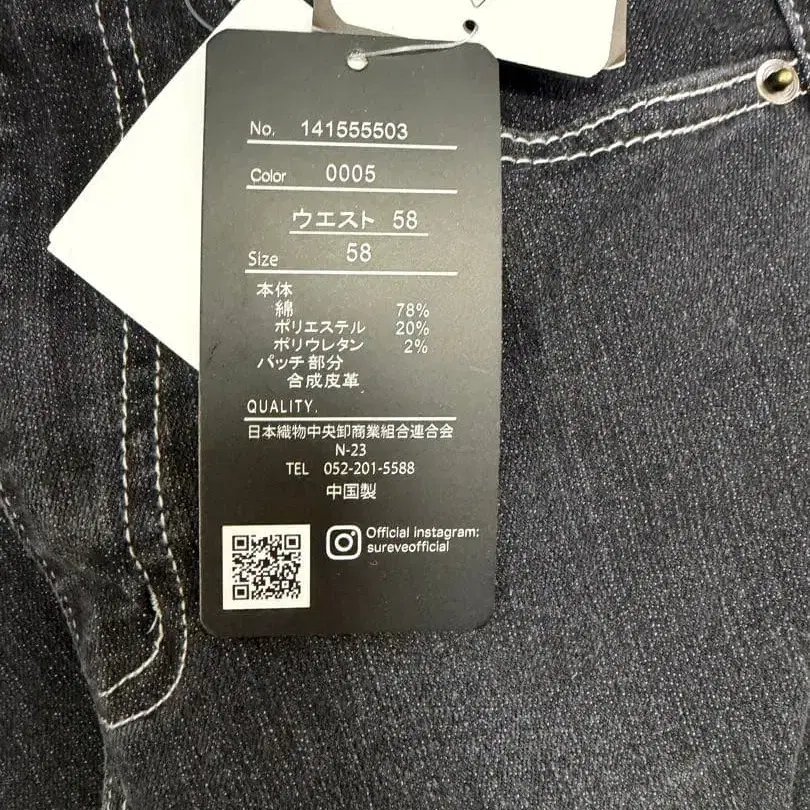 No. 141555503
Color 0005
ウエスト 58
Size 58
本体
綿 78%
ポリエステル 20%
ポリウレタン 2%
パッチ部分
合成皮革
QUALITY.
日本織物中央卸商業組合連合会
N-23
TEL 052-201-5588
中国製
Official instagram:
sureveofficial